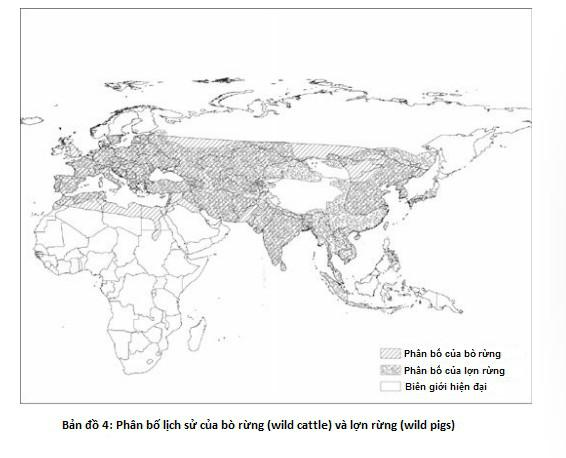 Phân bố của bò rừng
Phân bố của lợn rừng
Biên giới hiện đại
Bản đồ 4: Phân bố lịch sử của bò rừng (wild cattle) và lợn rừng (wild pigs)